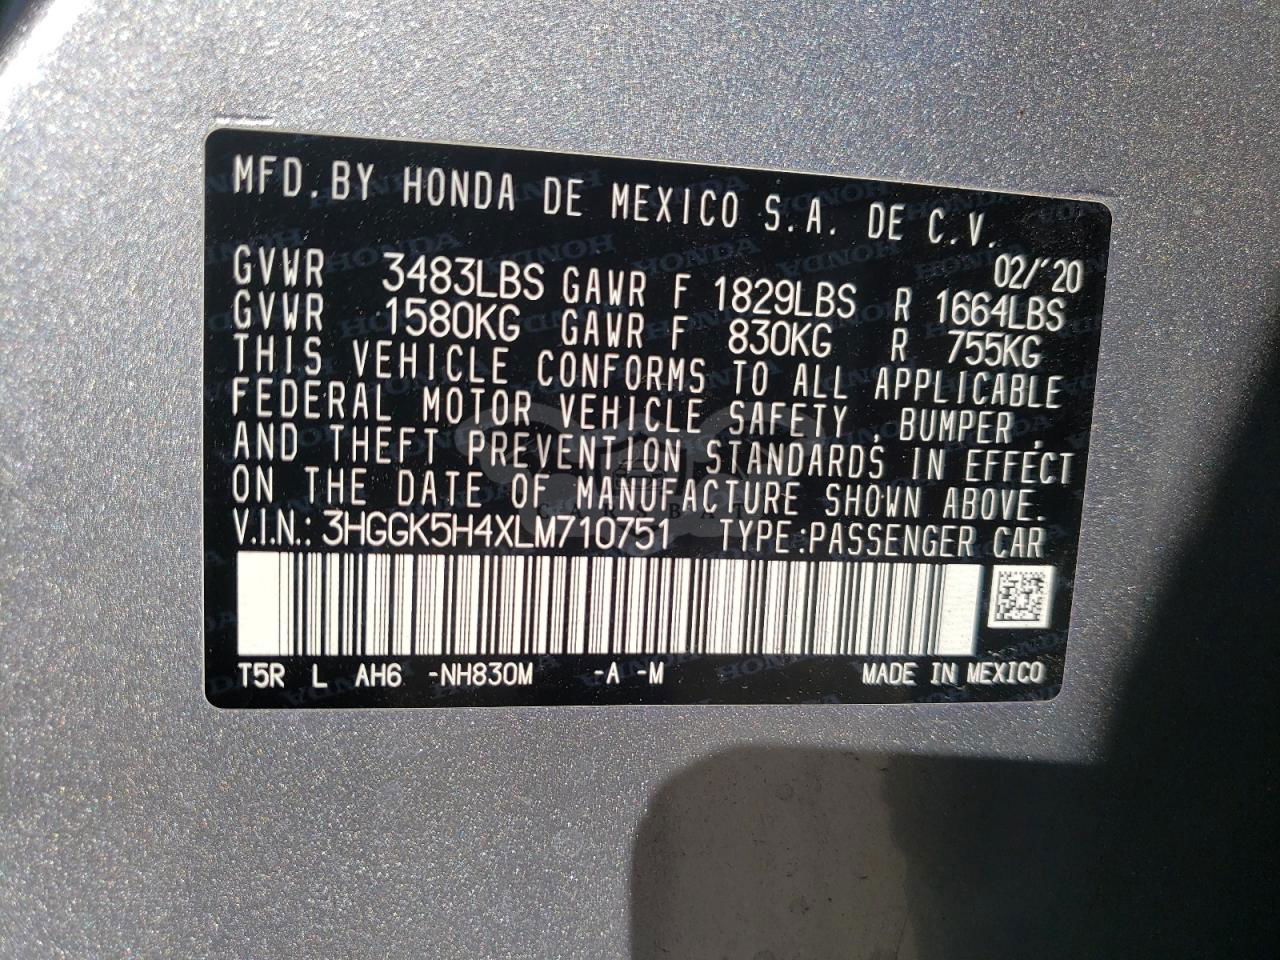 MFD. BY HONDA DE MEXICO S.A. DE C.V.
02/'20
GVWR 3483LBS GAWR F 1829LBS R 1664LBS
GVWR 1580KG GAWR F 830KG R 755KG
THIS VEHICLE CONFORMS TO ALL APPLICABLE
FEDERAL MOTOR VEHICLE SAFETY , BUMPER ,
AND THEFT PREVENTION STANDARDS IN EFFECT
ON THE DATE OF MANUFACTURE SHOWN ABOVE.
V.I.N.: 3HGGK5H4XLM710751 TYPE:PASSENGER CAR
T5R L AH6 -NH830M -A -M MADE IN MEXICO